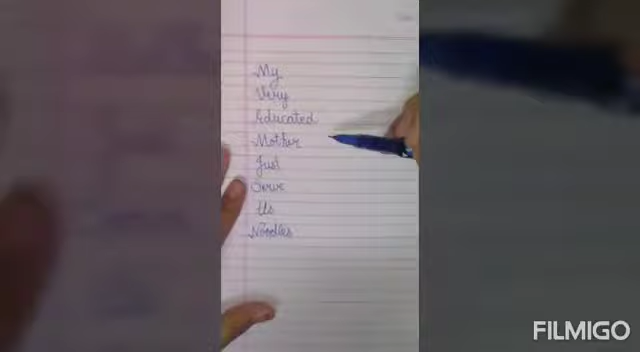 My
Very
Educated
Mother
Just
Serve
Us
Noodles
FILMIGO